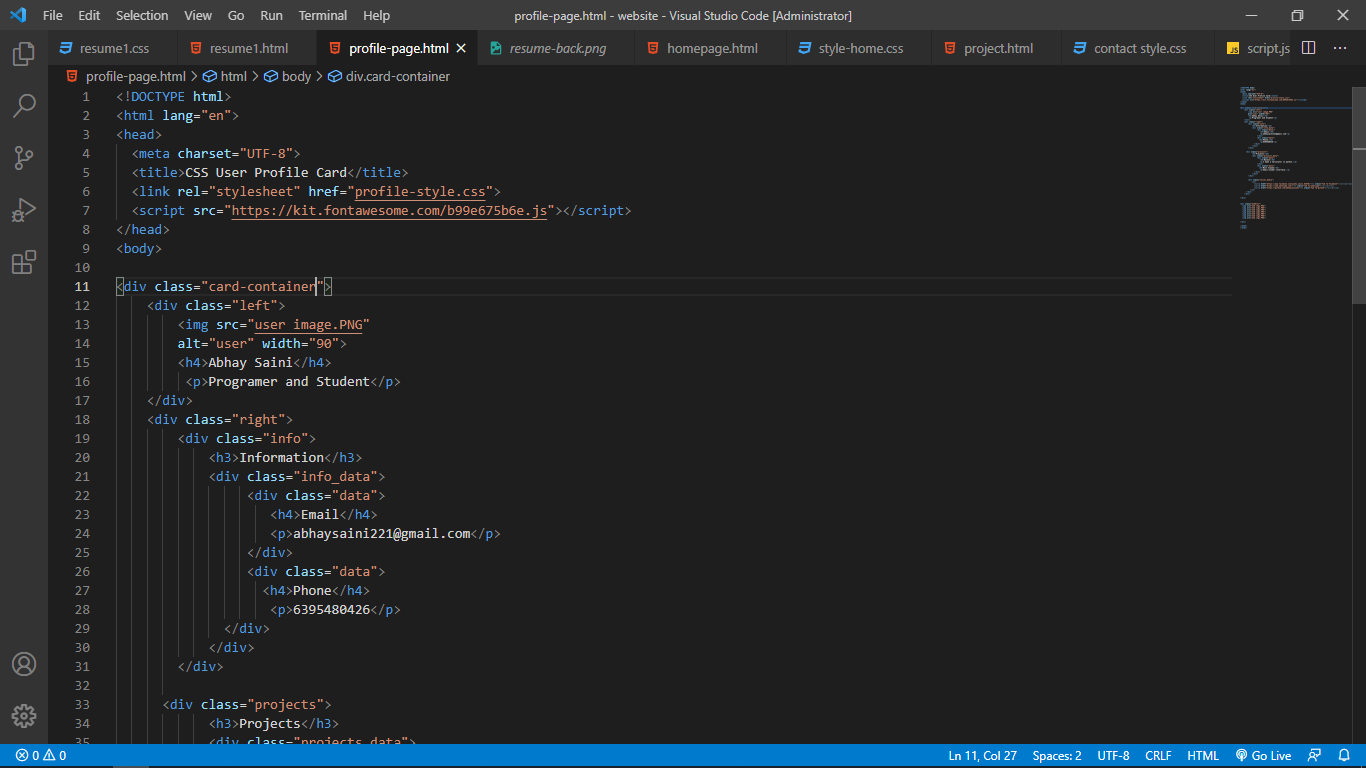 File Edit Selection View Go Run Terminal Help profile-page.html - website - Visual Studio Code [Administrator]
resume1.css resume1.html profile-page.html resume-back.png homepage.html style-home.css project.html contact style.css script.js
profile-page.html > html > body > div.card-container
1 <!DOCTYPE html>
2 <html lang="en">
3 <head>
4 <meta charset="UTF-8">
5 <title>CSS User Profile Card</title>
6 <link rel="stylesheet" href="profile-style.css">
7 <script src="https://kit.fontawesome.com/b99e675b6e.js"></script>
8 </head>
9 <body>
10
11 <div class="card-container">
12 <div class="left">
13 <img src="user image.PNG"
14 alt="user" width="90">
15 <h4>Abhay Saini</h4>
16 <p>Programer and Student</p>
17 </div>
18 <div class="right">
19 <div class="info">
20 <h3>Information</h3>
21 <div class="info_data">
22 <div class="data">
23 <h4>Email</h4>
24 <p>abhaysaini221@gmail.com</p>
25 </div>
26 <div class="data">
27 <h4>Phone</h4>
28 <p>6395480426</p>
29 </div>
30 </div>
31 </div>
32
33 <div class="projects">
34 <h3>Projects</h3>
35 <div class="projects_data">
0 0 Ln 11, Col 27 Spaces: 2 UTF-8 CRLF HTML Go Live